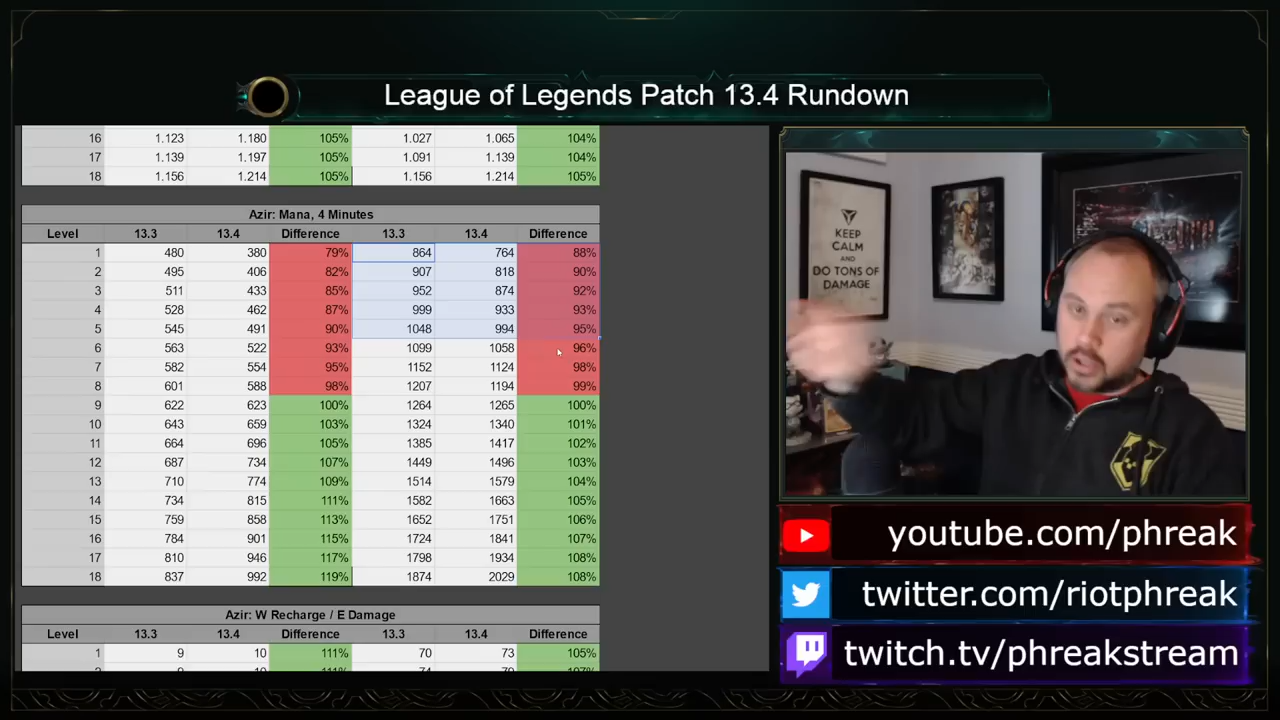 League of Legends Patch 13.4 Rundown
16 1.123 1.180 105% 1.027 1.065 104%
17 1.139 1.197 105% 1.091 1.139 104%
18 1.156 1.214 105% 1.156 1.214 105%
Azir: Mana, 4 Minutes
Level 13.3 13.4 Difference 13.3 13.4 Difference
1 480 380 79% 864 764 88%
2 495 406 82% 907 818 90%
3 511 433 85% 952 874 92%
4 528 462 87% 999 933 93%
5 545 491 90% 1048 994 95%
6 563 522 93% 1099 1058 96%
7 582 554 95% 1152 1124 98%
8 601 588 98% 1207 1194 99%
9 622 623 100% 1264 1265 100%
10 643 659 103% 1324 1340 101%
11 664 696 105% 1385 1417 102%
12 687 734 107% 1449 1496 103%
13 710 774 109% 1514 1579 104%
14 734 815 111% 1582 1663 105%
15 759 858 113% 1652 1751 106%
16 784 901 115% 1724 1841 107%
17 810 946 117% 1798 1934 108%
18 837 992 119% 1874 2029 108%
Azir: W Recharge / E Damage
Level 13.3 13.4 Difference 13.3 13.4 Difference
1 9 10 111% 70 73 105%
KEEP
CALM
AND
DO TONS OF
DAMAGE
youtube.com/phreak
twitter.com/riotphreak
twitch.tv/phreakstream